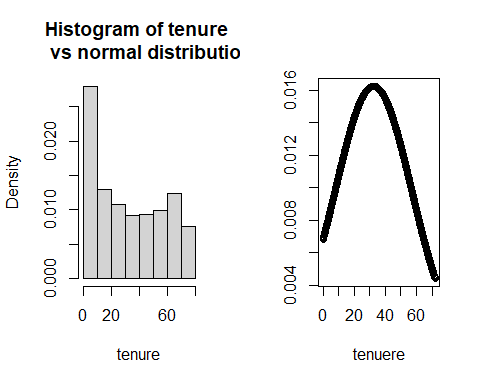 Histogram of tenure
vs normal distributio
Density
0.000 0.010 0.020
0 20 60
tenure
0.004 0.008 0.012 0.016
0 20 40 60
tenuere